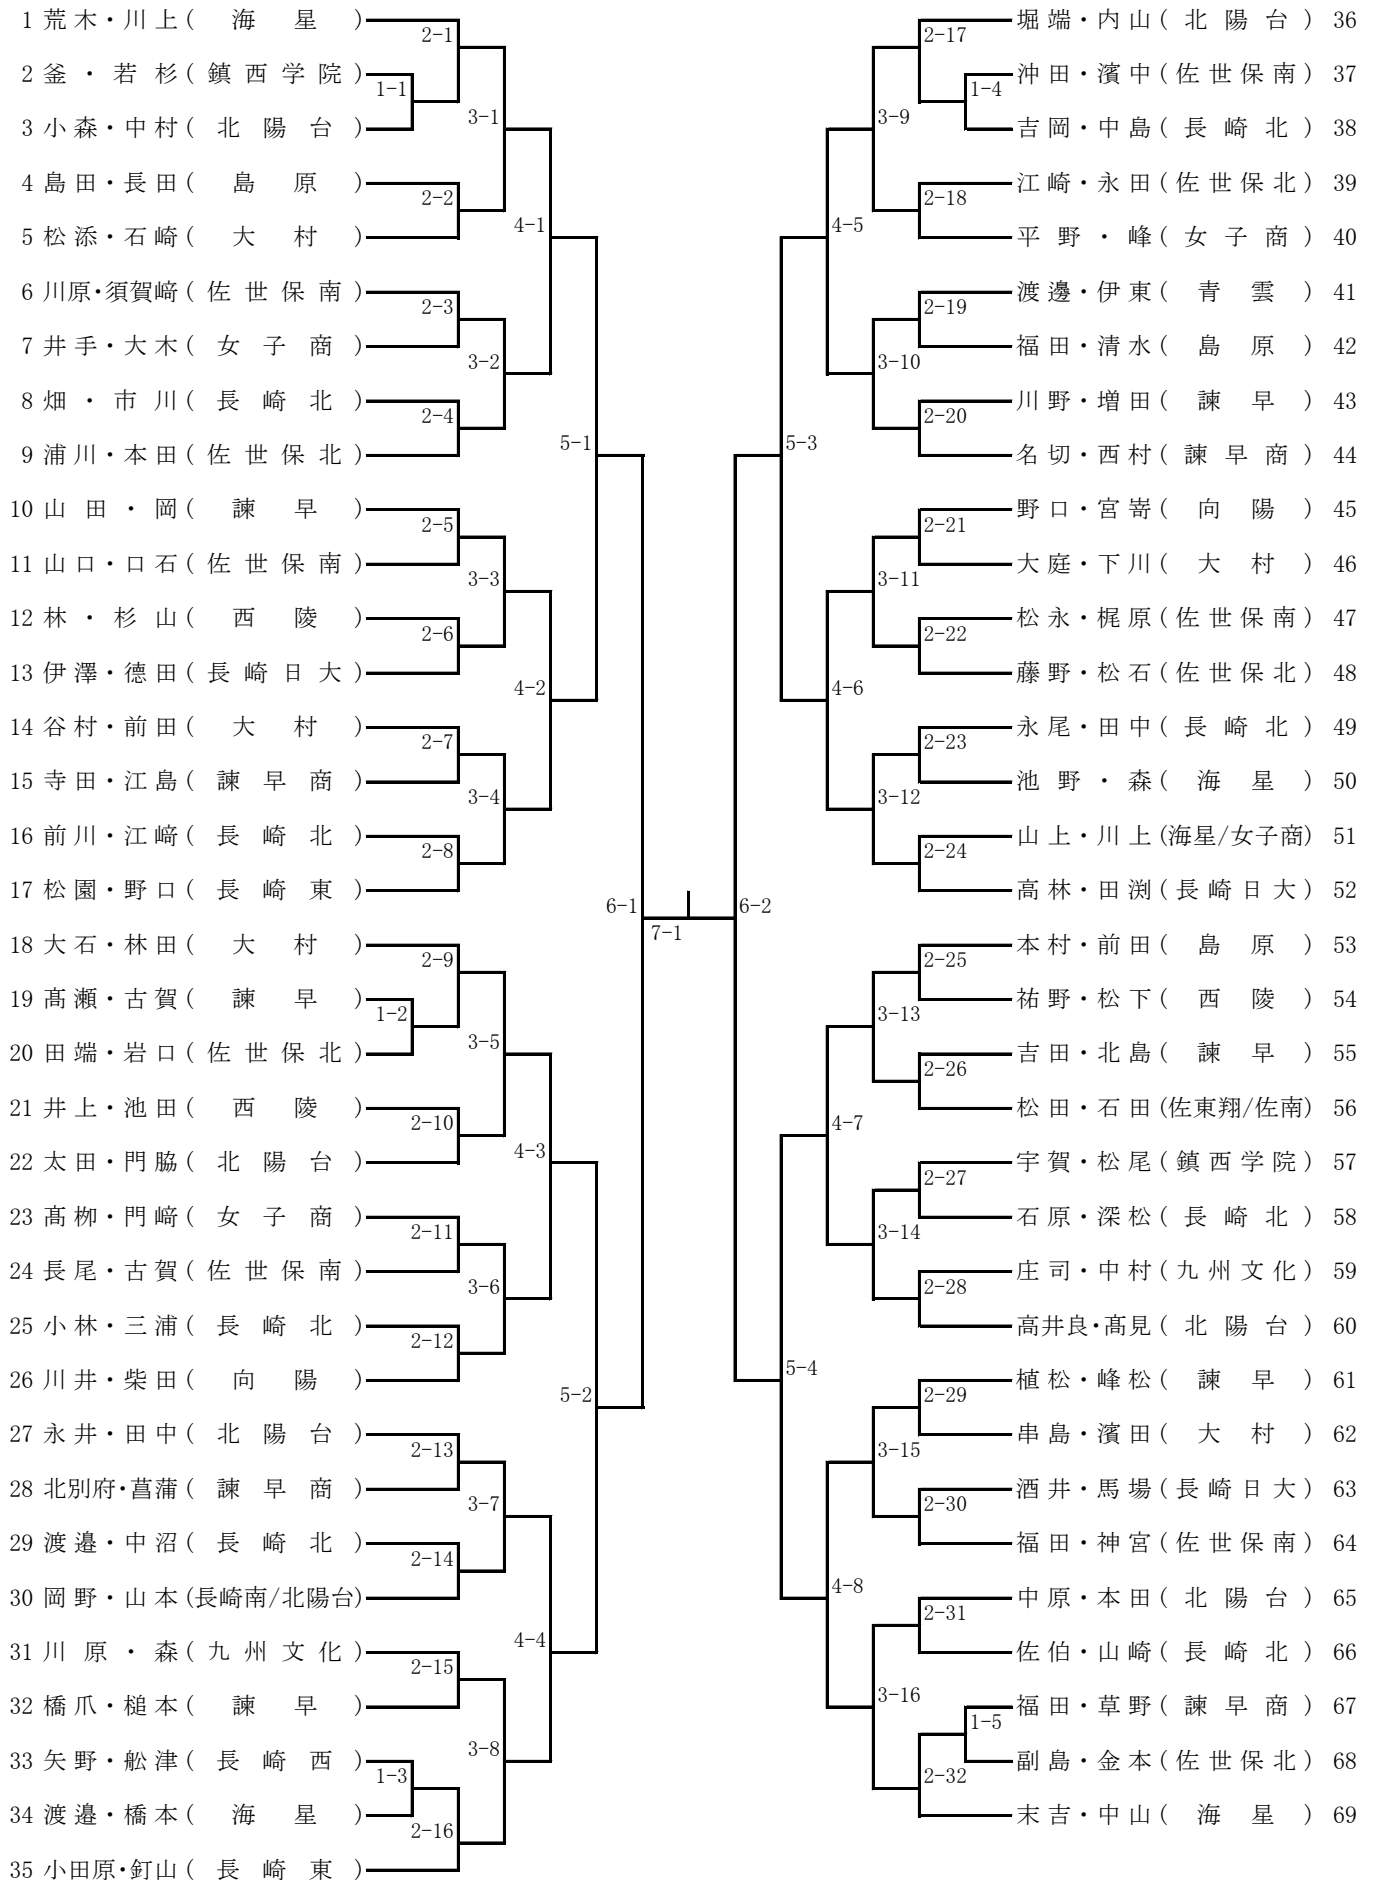 1 荒木・川上(海星)
2-1
2 釜・若杉(鎮西学院)
1-1
3 小森・中村(北陽台)
3-1
4 島田・長田(島原)
2-2
5 松添・石崎(大村)
4-1
6 川原・須賀﨑(佐世保南)
2-3
7 井手・大木(女子商)
3-2
8 畑・市川(長崎北)
2-4
9 浦川・本田(佐世保北)
5-1
10 山田・岡(諫早)
2-5
11 山口・口石(佐世保南)
3-3
12 林・杉山(西陵)
2-6
13 伊澤・德田(長崎日大)
4-2
14 谷村・前田(大村)
2-7
15 寺田・江島(諫早商)
3-4
16 前川・江﨑(長崎北)
2-8
17 松園・野口(長崎東)
6-1
7-1
18 大石・林田(大村)
2-9
19 髙瀬・古賀(諫早)
1-2
20 田端・岩口(佐世保北)
3-5
21 井上・池田(西陵)
2-10
22 太田・門脇(北陽台)
4-3
23 髙栁・門﨑(女子商)
2-11
24 長尾・古賀(佐世保南)
3-6
25 小林・三浦(長崎北)
2-12
26 川井・柴田(向陽)
5-2
27 永井・田中(北陽台)
2-13
28 北別府・菖蒲(諫早商)
3-7
29 渡邉・中沼(長崎北)
2-14
30 岡野・山本(長崎南/北陽台)
4-4
31 川原・森(九州文化)
2-15
32 橋爪・槌本(諫早)
3-8
33 矢野・舩津(長崎西)
1-3
34 渡邉・橋本(海星)
2-16
35 小田原・釘山(長崎東)
堀端・内山(北陽台) 36
2-17
沖田・濱中(佐世保南) 37
1-4
吉岡・中島(長崎北) 38
3-9
江崎・永田(佐世保北) 39
2-18
平野・峰(女子商) 40
4-5
渡邊・伊東(青雲) 41
2-19
福田・清水(島原) 42
3-10
川野・増田(諫早) 43
2-20
名切・西村(諫早商) 44
5-3
野口・宮嵜(向陽) 45
2-21
大庭・下川(大村) 46
3-11
松永・梶原(佐世保南) 47
2-22
藤野・松石(佐世保北) 48
4-6
永尾・田中(長崎北) 49
2-23
池野・森(海星) 50
3-12
山上・川上(海星/女子商) 51
2-24
高林・田渕(長崎日大) 52
6-2
本村・前田(島原) 53
2-25
祐野・松下(西陵) 54
3-13
吉田・北島(諫早) 55
2-26
松田・石田(佐東翔/佐南) 56
4-7
宇賀・松尾(鎮西学院) 57
2-27
石原・深松(長崎北) 58
3-14
庄司・中村(九州文化) 59
2-28
高井良・髙見(北陽台) 60
5-4
植松・峰松(諫早) 61
2-29
串島・濱田(大村) 62
3-15
酒井・馬場(長崎日大) 63
2-30
福田・神宮(佐世保南) 64
4-8
中原・本田(北陽台) 65
2-31
佐伯・山崎(長崎北) 66
3-16
福田・草野(諫早商) 67
1-5
副島・金本(佐世保北) 68
2-32
末吉・中山(海星) 69